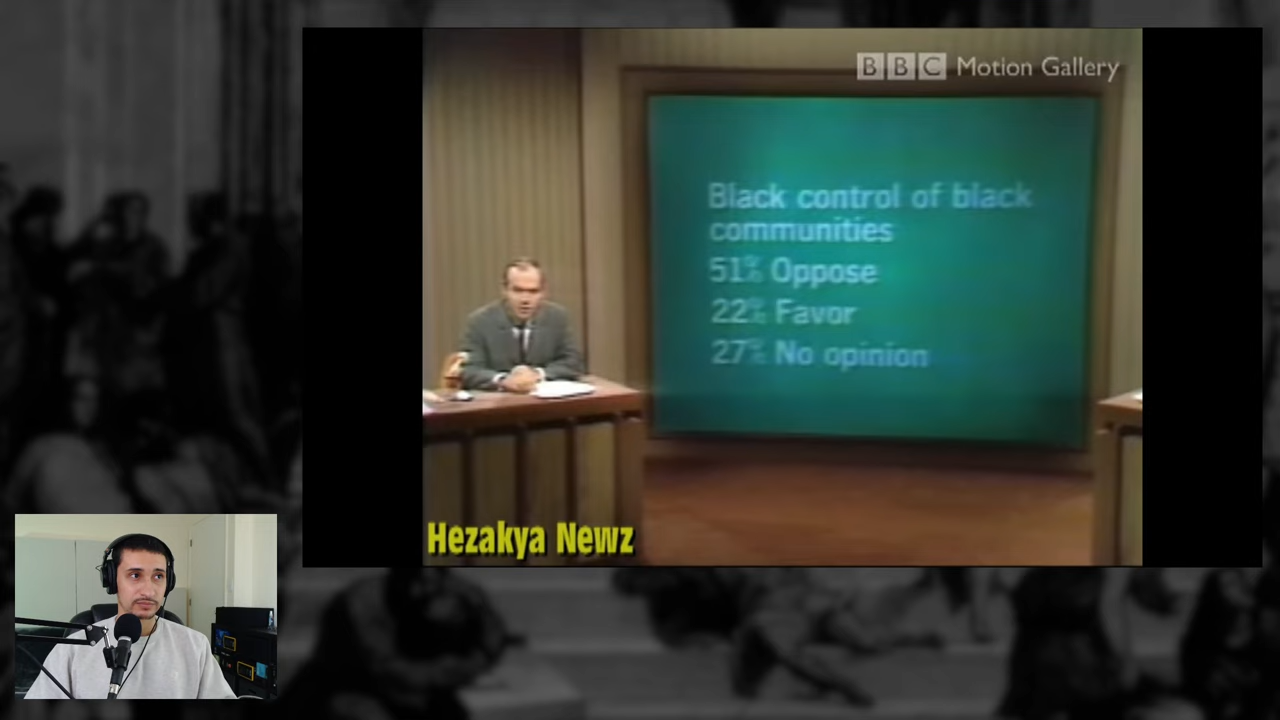 BBC Motion Gallery
Black control of black
communities
51% Oppose
22% Favor
27% No opinion
Hezakya Newz